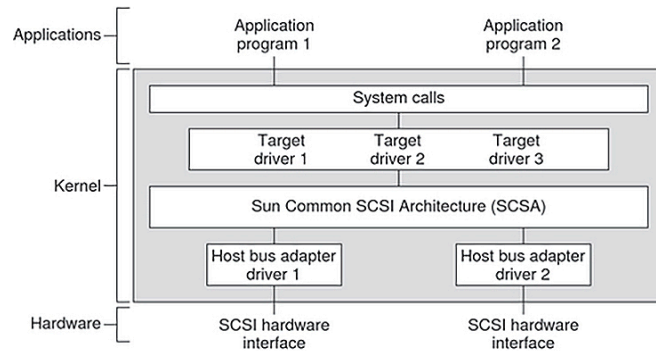 Applications
Application
program 1
Application
program 2
Kernel
System calls
Target
driver 1
Target
driver 2
Target
driver 3
Sun Common SCSI Architecture (SCSA)
Host bus adapter
driver 1
Host bus adapter
driver 2
Hardware
SCSI hardware
interface
SCSI hardware
interface